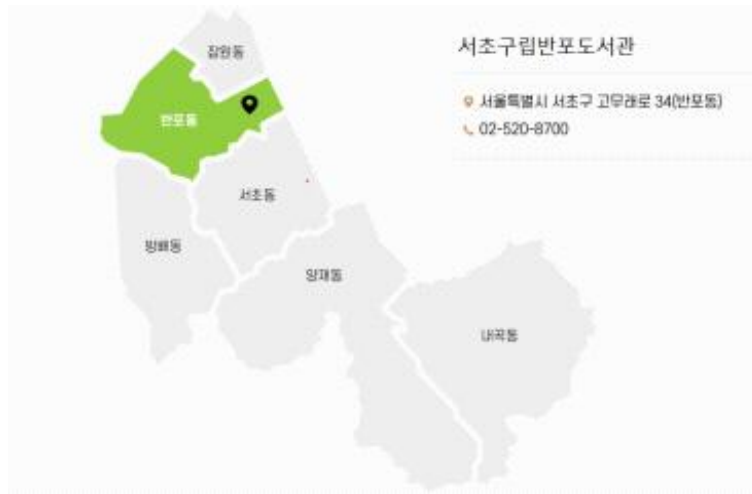 잠원동
서초구립반포도서관
서울특별시 서초구 고무래로 34(반포동)
02-520-8700
반포동
서초동
방배동
양재동
내곡동